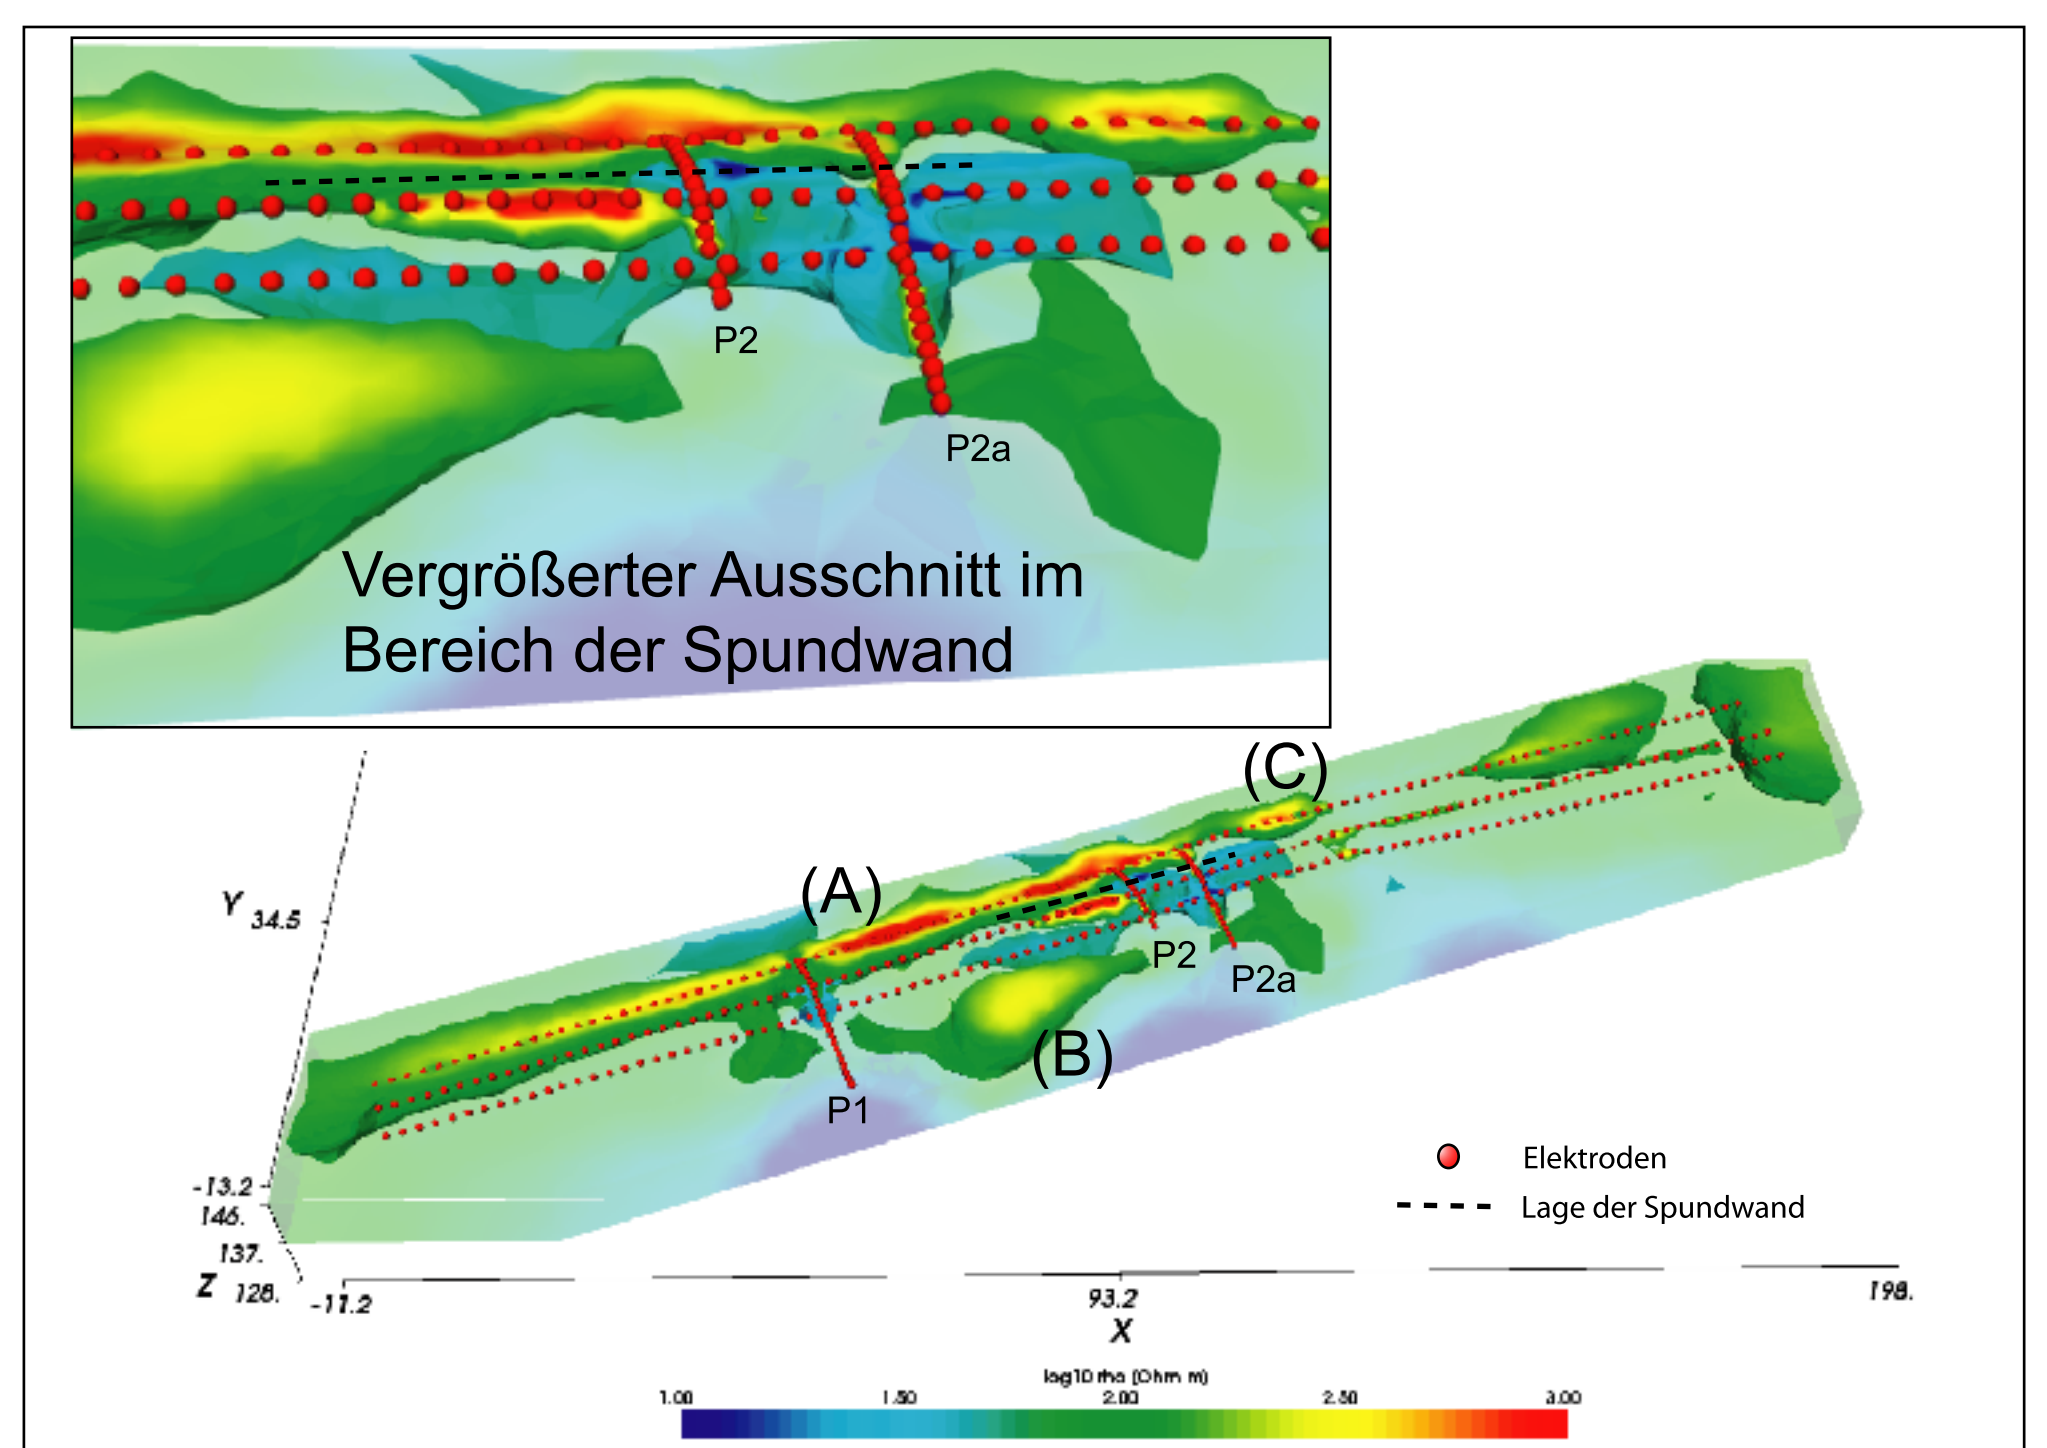 P2
P2a
Vergrößerter Ausschnitt im
Bereich der Spundwand
(C)
(A)
Y 34.5
P2
P2a
(B)
P1
Elektroden
-13.2
146.
Lage der Spundwand
137.
Z 128.
-11.2
93.2
198.
X
log10 rho (Ohm m)
1.00 1.50 2.00 2.50 3.00